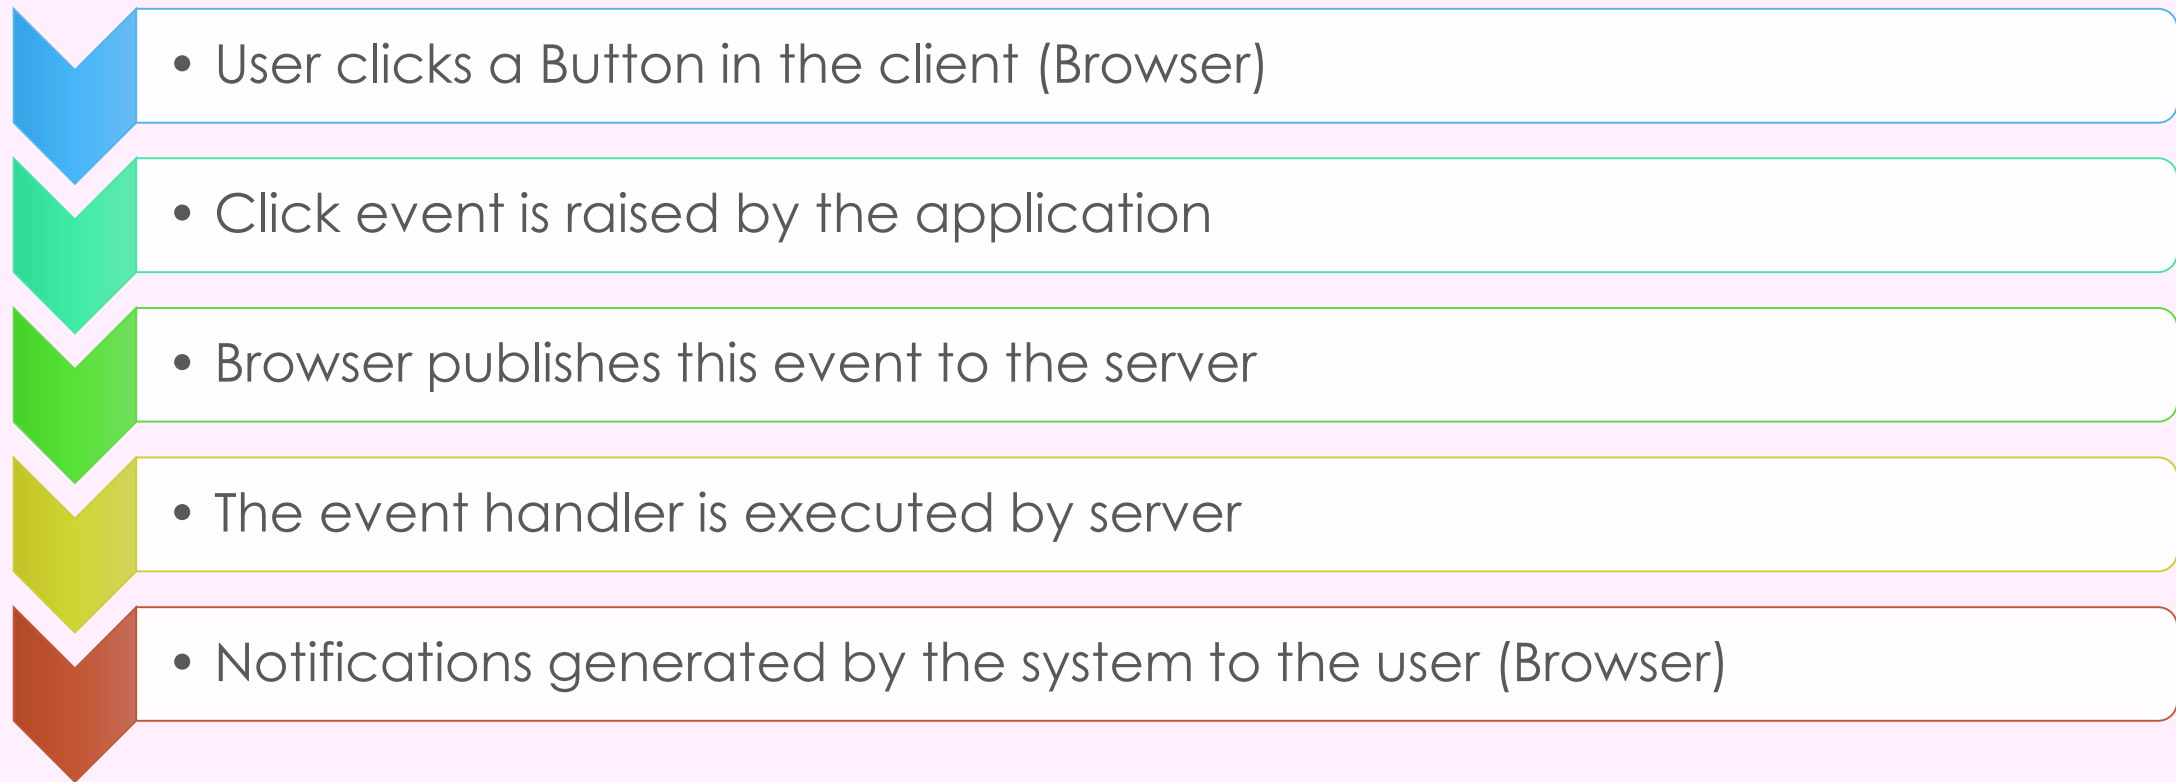 • User clicks a Button in the client (Browser)
• Click event is raised by the application
• Browser publishes this event to the server
• The event handler is executed by server
• Notifications generated by the system to the user (Browser)